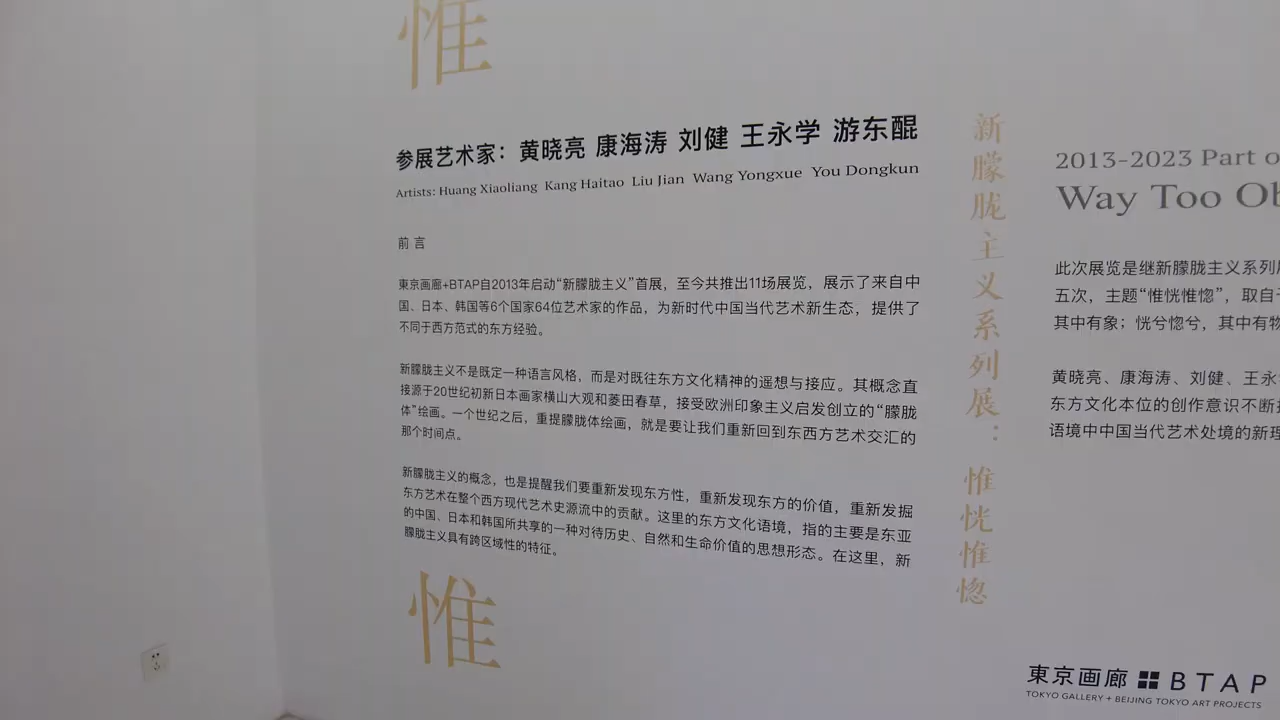 惟
参展艺术家：黄晓亮 康海涛 刘健 王永学 游东醌
Artists: Huang Xiaoliang Kang Haitao Liu Jian Wang Yongxue You Dongkun
前 言
東京画廊+BTAP自2013年启动“新朦胧主义”首展，至今共推出11场展览，展示了来自中
国、日本、韩国等6个国家64位艺术家的作品，为新时代中国当代艺术新生态，提供了
不同于西方范式的东方经验。
新朦胧主义不是既定一种语言风格，而是对既往东方文化精神的遥想与接应。其概念直
接源于20世纪初新日本画家横山大观和菱田春草，接受欧洲印象主义启发创立的“朦胧
体”绘画。一个世纪之后，重提朦胧体绘画，就是要让我们重新回到东西方艺术交汇的
那个时间点。
新朦胧主义的概念，也是提醒我们要重新发现东方性，重新发现东方的价值，重新发掘
东方艺术在整个西方现代艺术史源流中的贡献。这里的东方文化语境，指的主要是东亚
的中国、日本和韩国所共享的一种对待历史、自然和生命价值的思想形态。在这里，新
朦胧主义具有跨区域性的特征。
惟
新朦胧主义系列展：惟恍惟惚
2013-2023 Part o
Way Too Ob
此次展览是继新朦胧主义系列
五次，主题“惟恍惟惚”，取自
其中有象；恍兮惚兮，其中有物
黄晓亮、康海涛、刘健、王永
东方文化本位的创作意识不断
语境中中国当代艺术处境的新理
東京画廊 BTAP
TOKYO GALLERY + BEIJING TOKYO ART PROJECTS